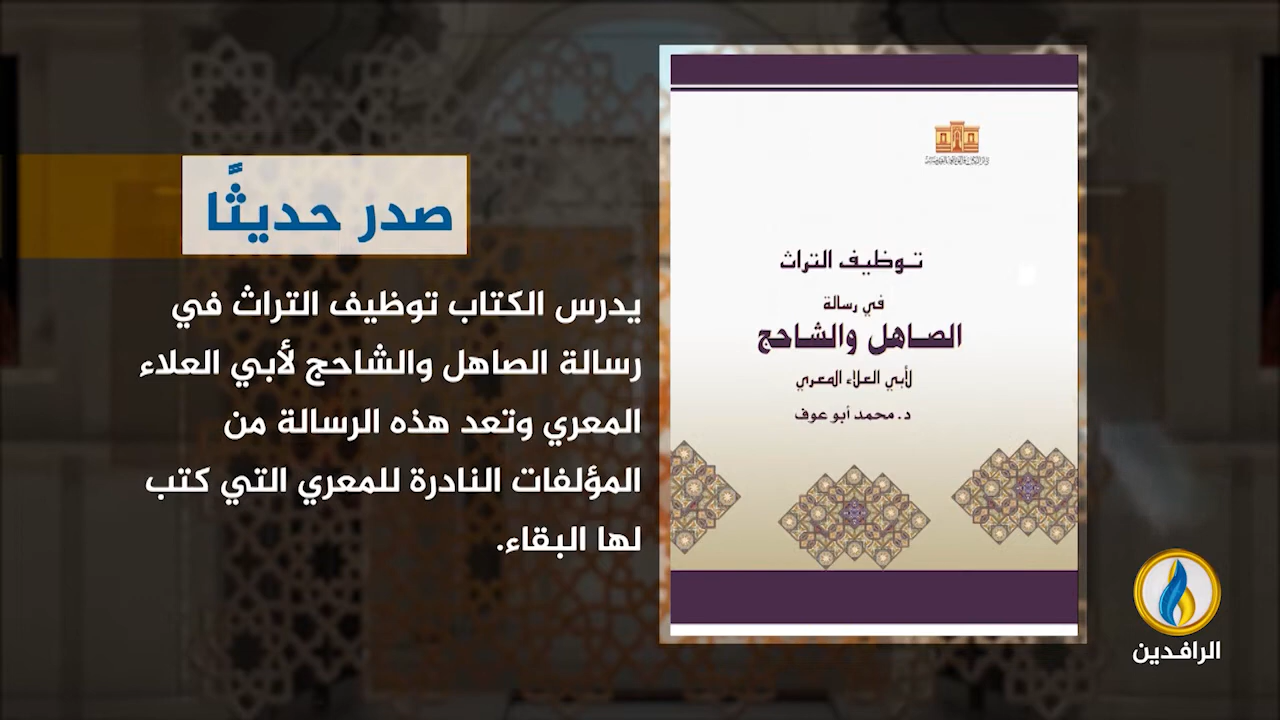 صدر حديثًا
يدرس الكتاب توظيف التراث في
رسالة الصاهل والشاحج لأبي العلاء
المعري وتعد هذه الرسالة من
المؤلفات النادرة للمعري التي كتب
لها البقاء.
توظيف التراث
في رسالة
الصاهل والشاحج
لأبي العلاء المعري
د. محمد أبو عوف
الرافدين